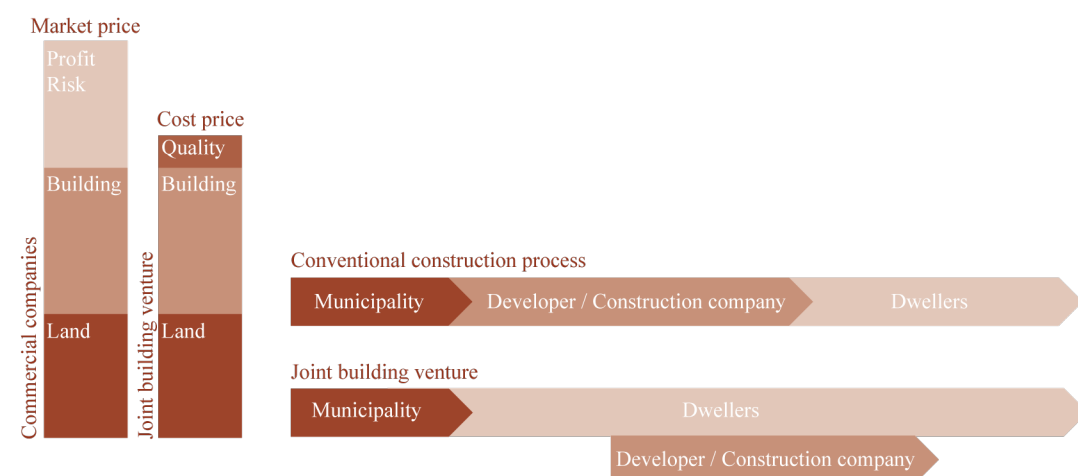 Market price
Profit
Risk
Building
Land
Commercial companies
Cost price
Quality
Building
Land
Joint building venture
Conventional construction process
Municipality
Developer / Construction company
Dwellers
Joint building venture
Municipality
Dwellers
Developer / Construction company